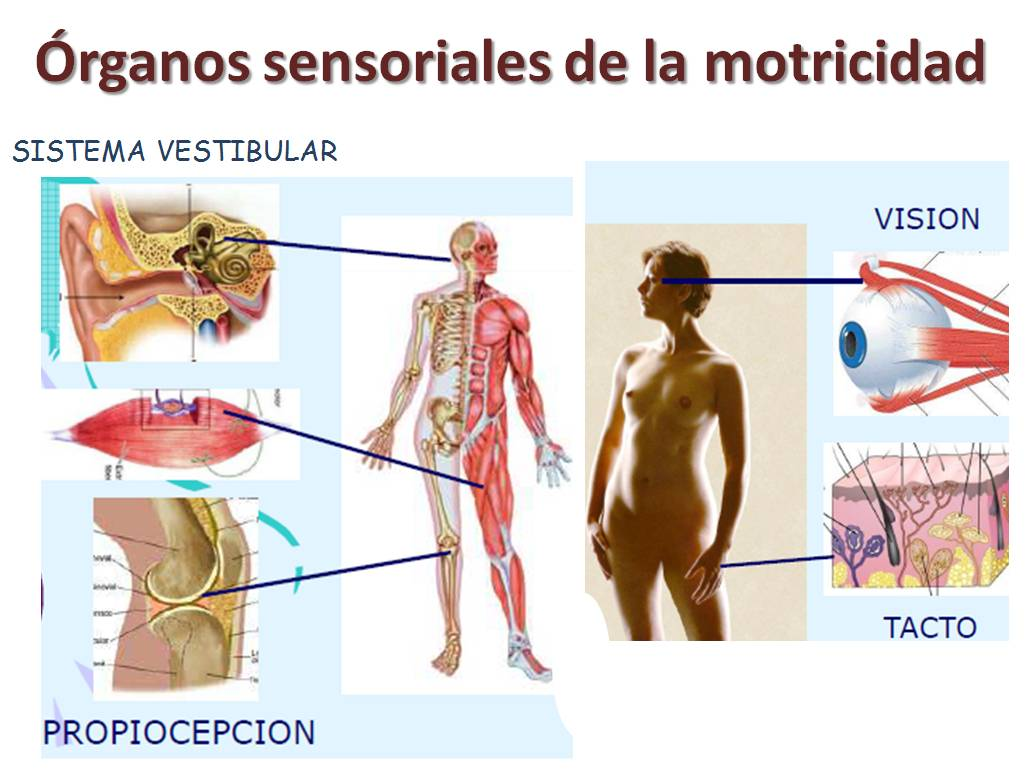 Órganos sensoriales de la motricidad
SISTEMA VESTIBULAR
VISION
TACTO
PROPIOCEPCION